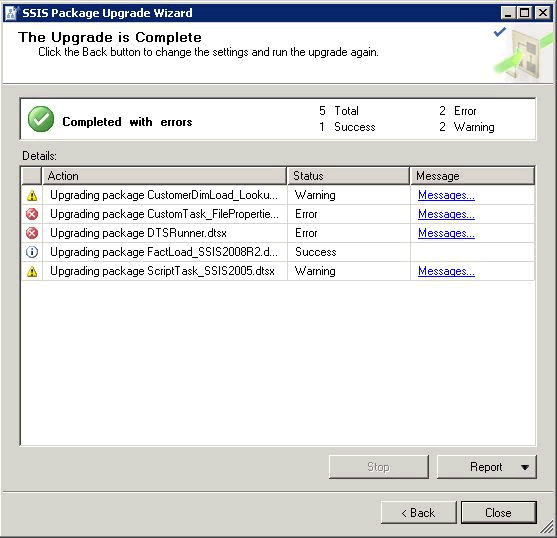 SSIS Package Upgrade Wizard
The Upgrade is Complete
Click the Back button to change the settings and run the upgrade again.
Completed with errors
5 Total 2 Error
1 Success 2 Warning
Details:
Action Status Message
Upgrading package CustomerDimLoad_Looku... Warning Messages...
Upgrading package CustomTask_FilePropertie... Error Messages...
Upgrading package DTSRunner.dtsx Error Messages...
Upgrading package FactLoad_SSIS2008R2.d... Success
Upgrading package ScriptTask_SSIS2005.dtsx Warning Messages...
Stop Report
< Back Close